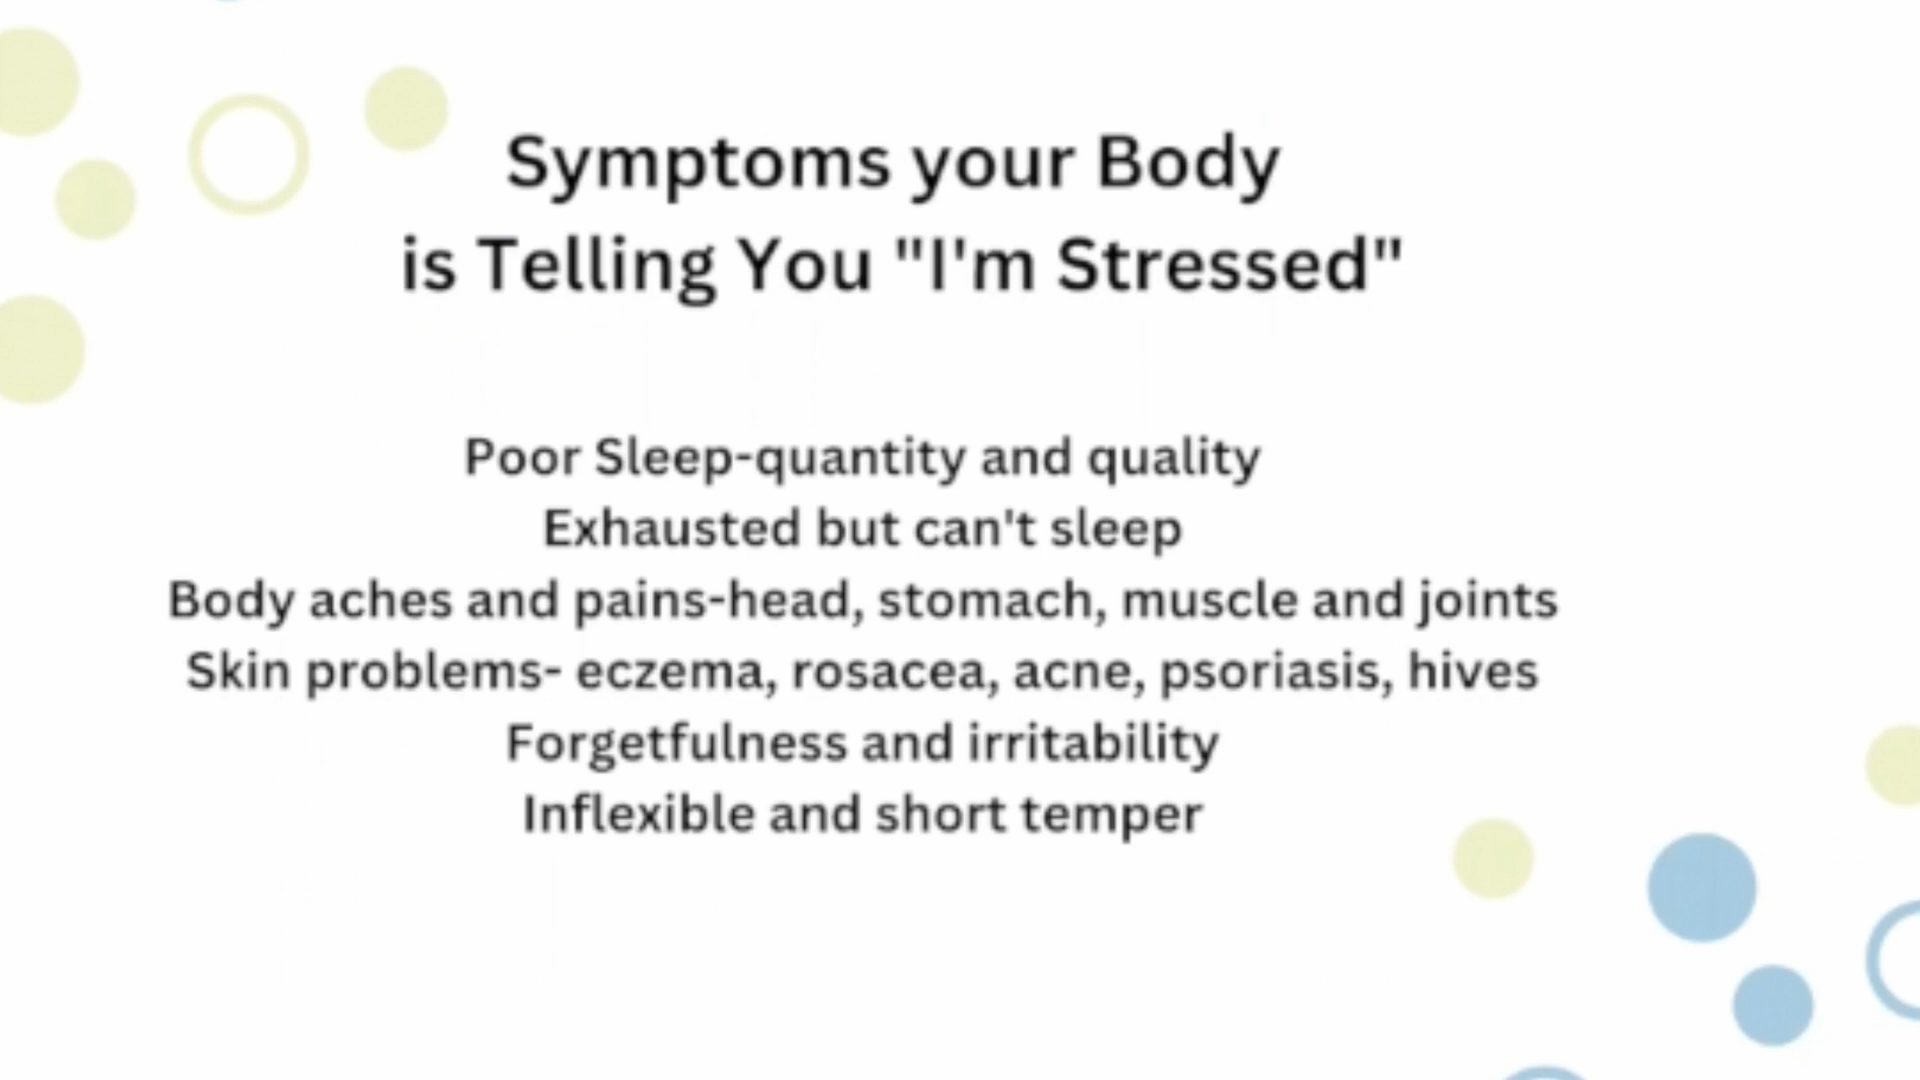 Symptoms your Body
is Telling You "I'm Stressed"
Poor Sleep-quantity and quality
Exhausted but can't sleep
Body aches and pains-head, stomach, muscle and joints
Skin problems- eczema, rosacea, acne, psoriasis, hives
Forgetfulness and irritability
Inflexible and short temper